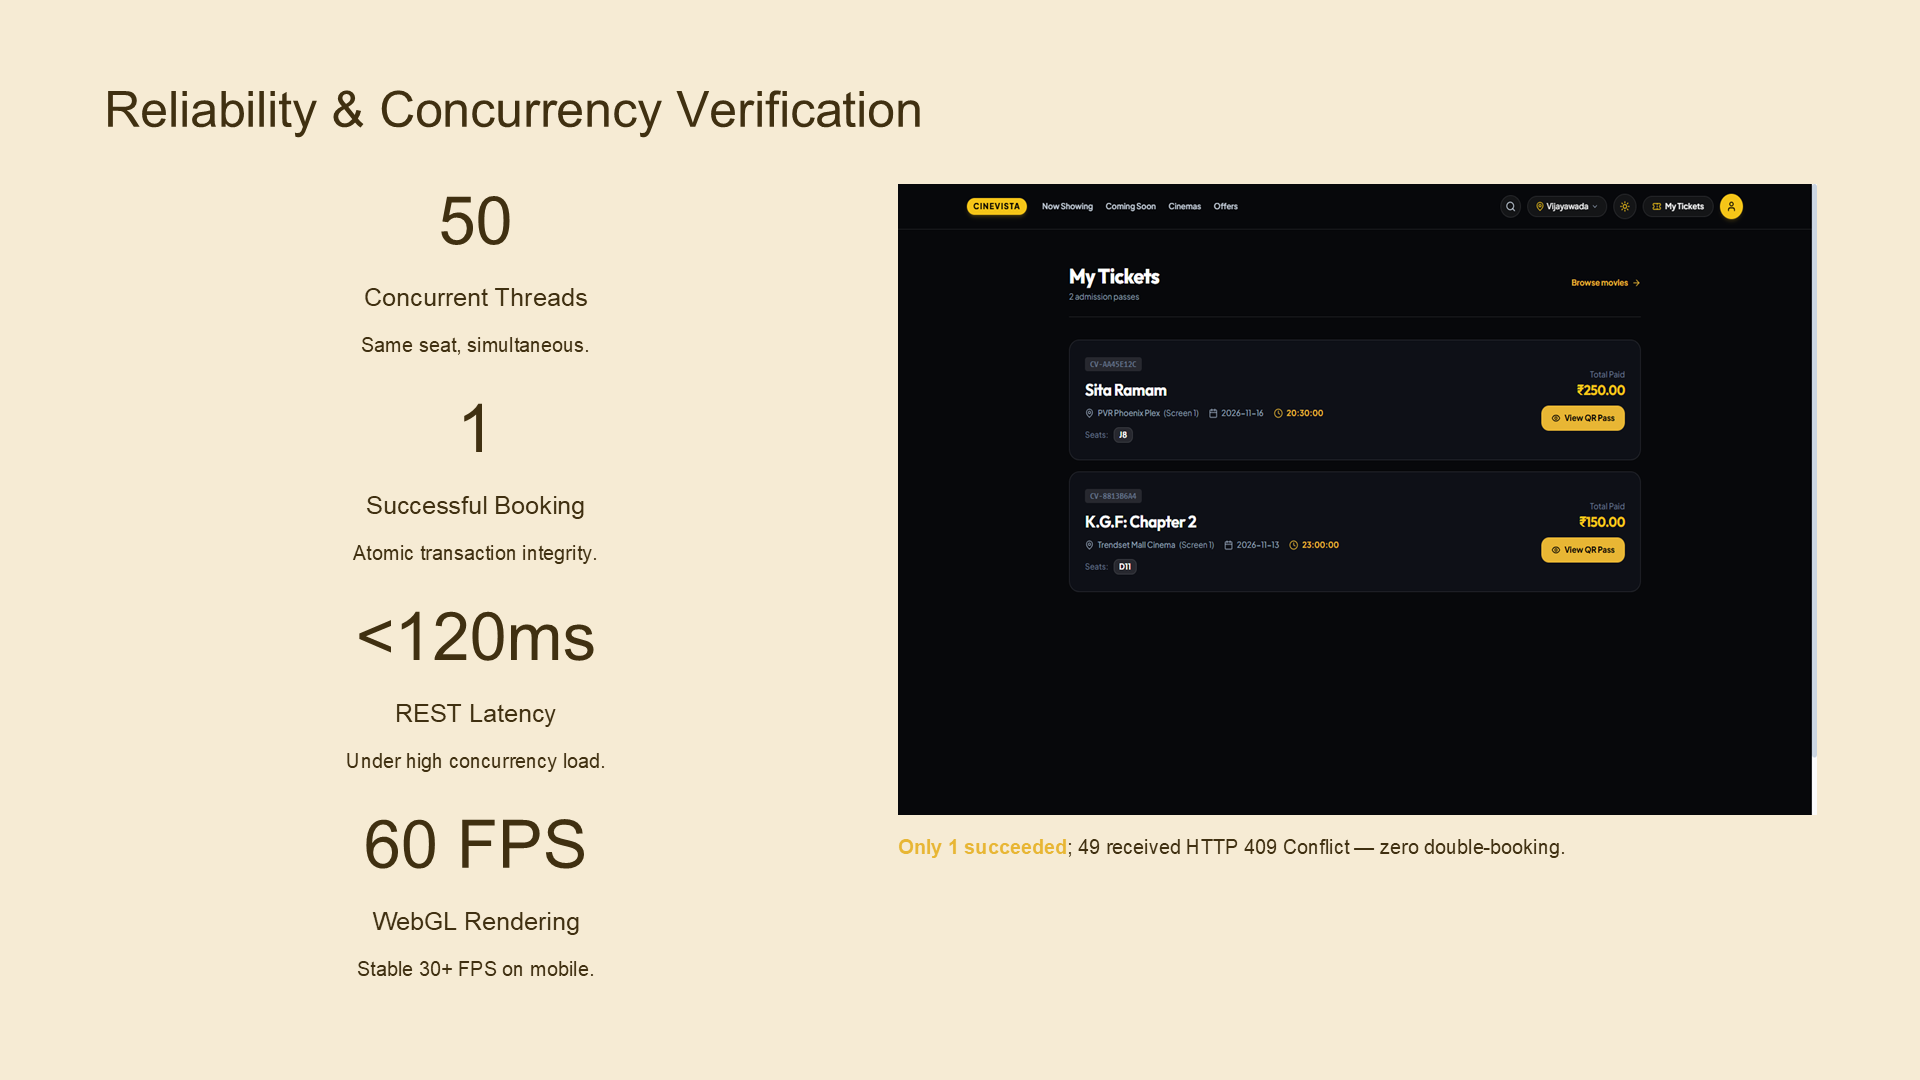 Reliability & Concurrency Verification
50
Concurrent Threads
Same seat, simultaneous.
1
Successful Booking
Atomic transaction integrity.
<120ms
REST Latency
Under high concurrency load.
60 FPS
WebGL Rendering
Stable 30+ FPS on mobile.
CINEVISTA Now Showing Coming Soon Cinemas Offers Vijayawada My Tickets
My Tickets
2 admission passes
Browse movies →
CV-AA45E12C
Sita Ramam
PVR Phoenix Plex (Screen 1) 2026-11-16 20:30:00
Seats: J8
Total Paid
₹250.00
View QR Pass
CV-8813B6A4
K.G.F: Chapter 2
Trendset Mall Cinema (Screen 1) 2026-11-13 23:00:00
Seats: D11
Total Paid
₹150.00
View QR Pass
Only 1 succeeded; 49 received HTTP 409 Conflict — zero double-booking.